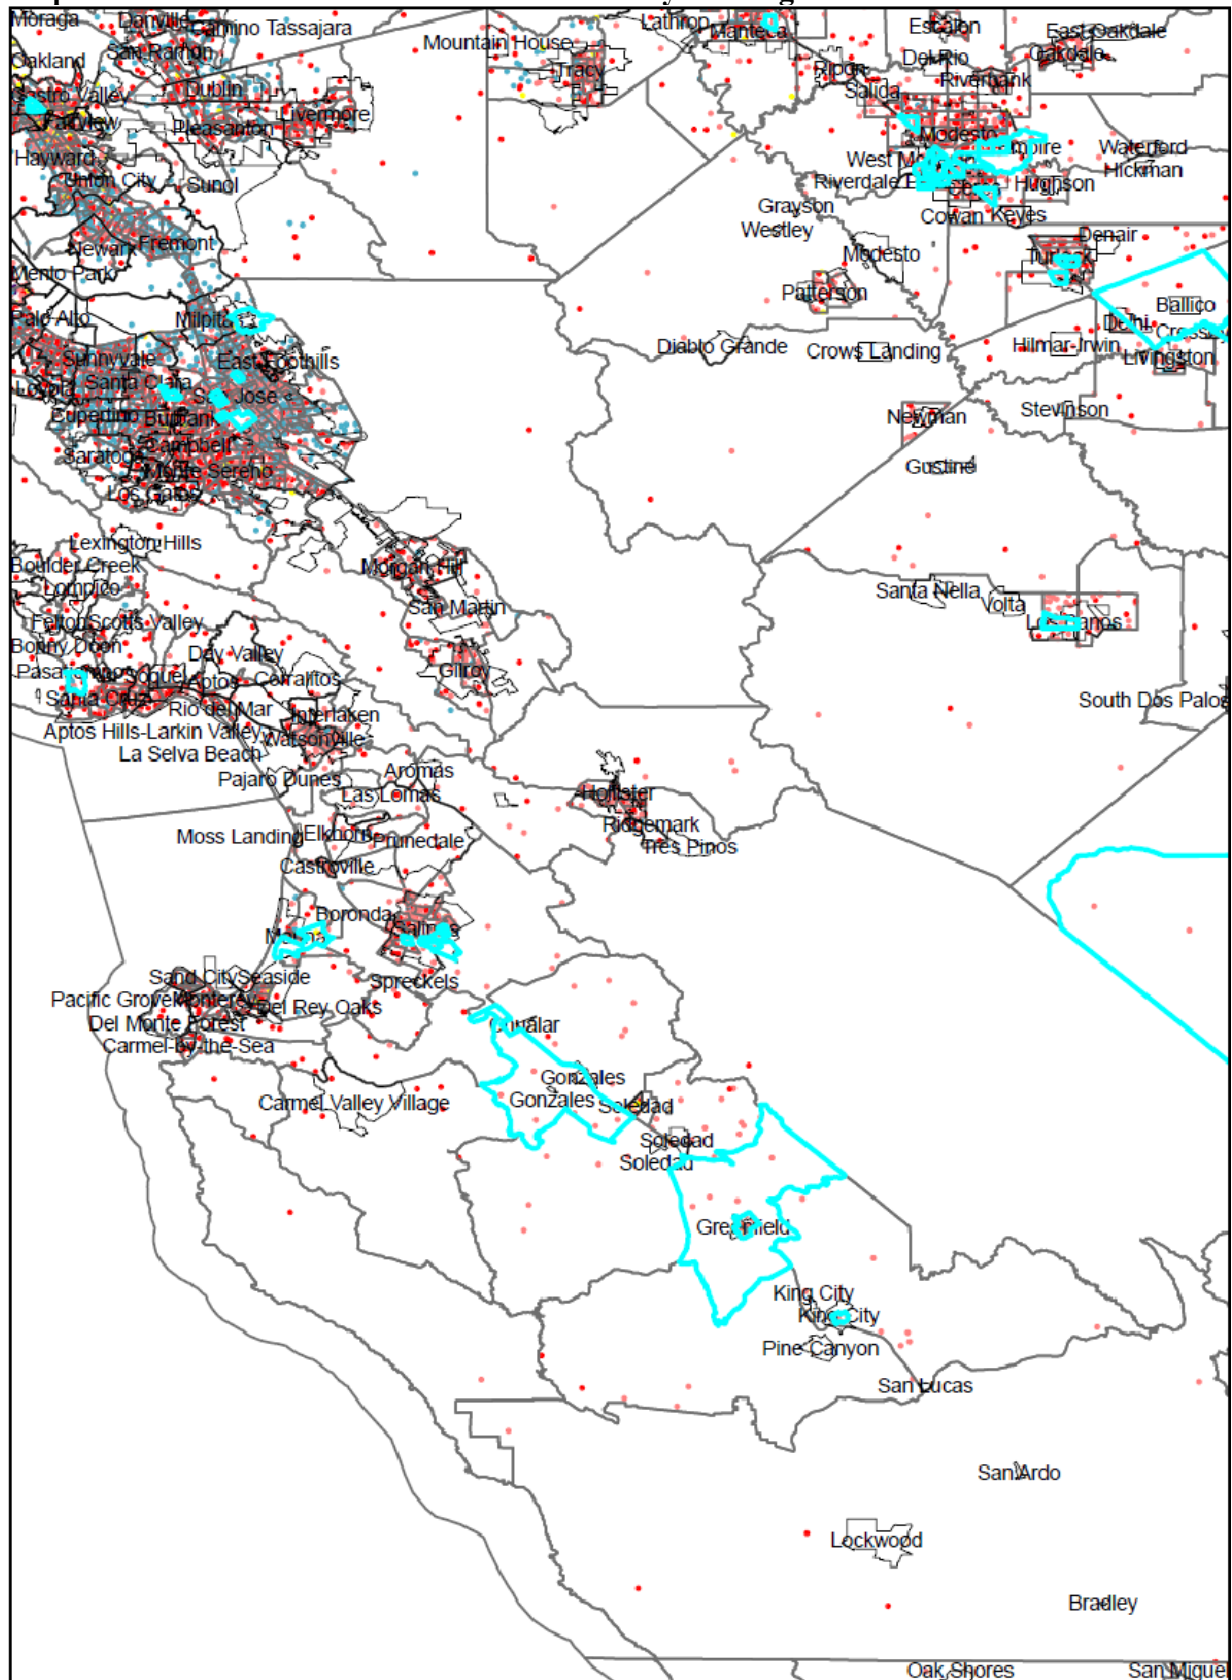 Moraga
Danville
Camino Tassajara
Lathrop
Manteca
Escalon
East Oakdale
Oakland
San Ramon
Mountain House
Tracy
Ripon
Del Rio
Oakdale
Riverbank
Salida
Castro Valley
Dublin
Fairview
Pleasanton
Livermore
Modesto
Hayward
Union City
Sunol
Waterford
Hickman
Hughson
Grayson
Cowan
Keyes
Westley
Newark
Fremont
Modesto
Denair
Turlock
Menlo Park
Patterson
Ballico
Palo Alto
Delhi
Diablo Grande
Crows Landing
Hilmar-Irwin
Livingston
Sunnyvale
East Foothills
Santa Clara
San Jose
Loyola
Cupertino
Burbank
Newman
Stevinson
Campbell
Saratoga
Monte Sereno
Gustine
Los Gatos
Lexington Hills
Boulder Creek
Morgan Hill
Lompico
San Martin
Santa Nella
Volta
Los Banos
Felton
Scotts Valley
Bonny Doon
Day Valley
Gilroy
Soquel
Aptos
Corralitos
Santa Cruz
Rio del Mar
Interlaken
South Dos Palos
Aptos Hills-Larkin Valley
Watsonville
La Selva Beach
Pajaro Dunes
Aromas
Las Lomas
Hollister
Ridgemark
Tres Pinos
Moss Landing
Elkhorn
Prunedale
Castroville
Boronda
Marina
Salinas
Sand City
Seaside
Spreckels
Pacific Grove
Monterey
Del Rey Oaks
Del Monte Forest
Chualar
Carmel-by-the-Sea
Gonzales
Carmel Valley Village
Gonzales
Soledad
Soledad
Soledad
Greenfield
King City
King City
Pine Canyon
San Lucas
San Ardo
Lockwood
Bradley
Oak Shores
San Migue